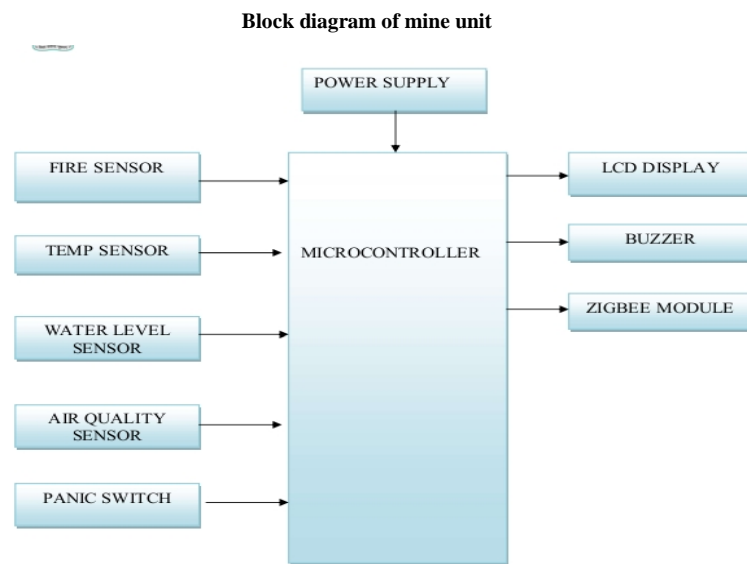 Block diagram of mine unit
POWER SUPPLY
FIRE SENSOR
TEMP SENSOR
WATER LEVEL
SENSOR
AIR QUALITY
SENSOR
PANIC SWITCH
MICROCONTROLLER
LCD DISPLAY
BUZZER
ZIGBEE MODULE